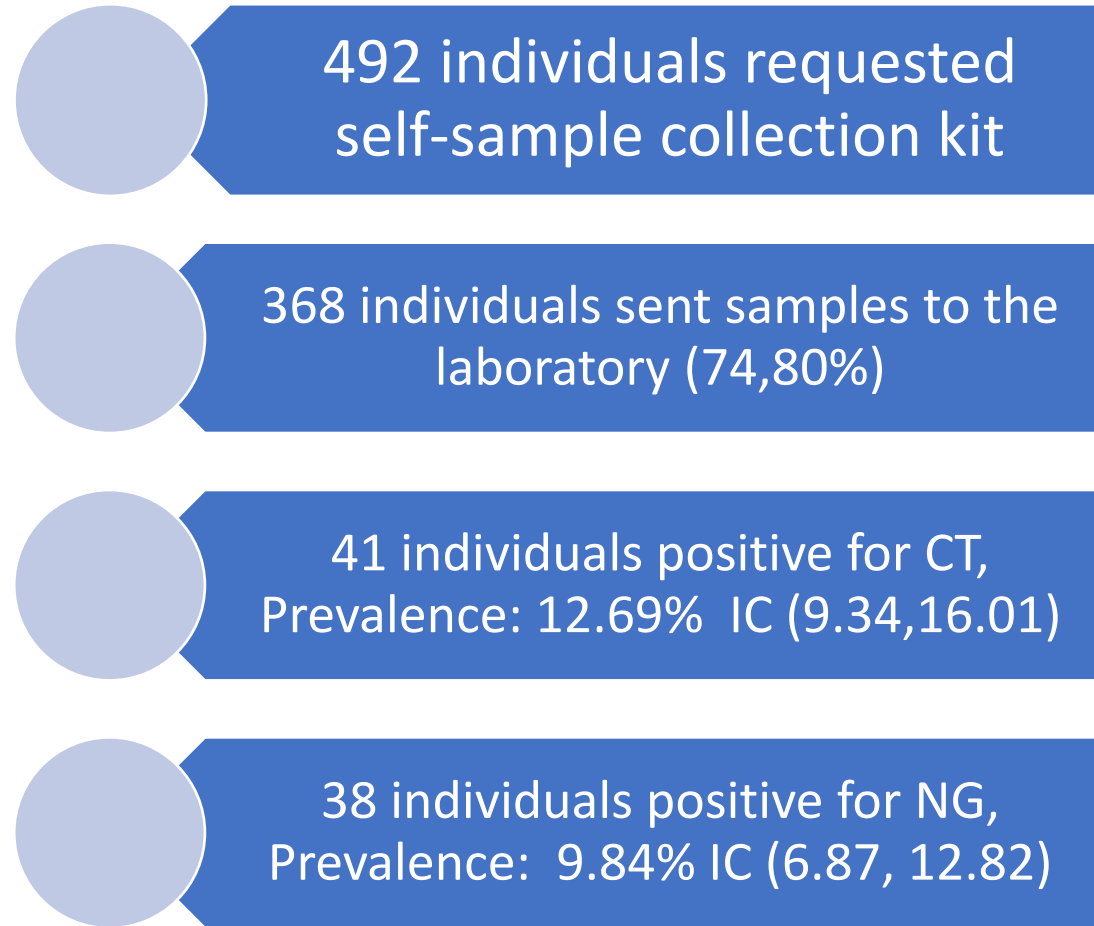 492 individuals requested
self-sample collection kit
368 individuals sent samples to the
laboratory (74,80%)
41 individuals positive for CT,
Prevalence: 12.69%  IC (9.34,16.01)
38 individuals positive for NG,
Prevalence:  9.84% IC (6.87, 12.82)